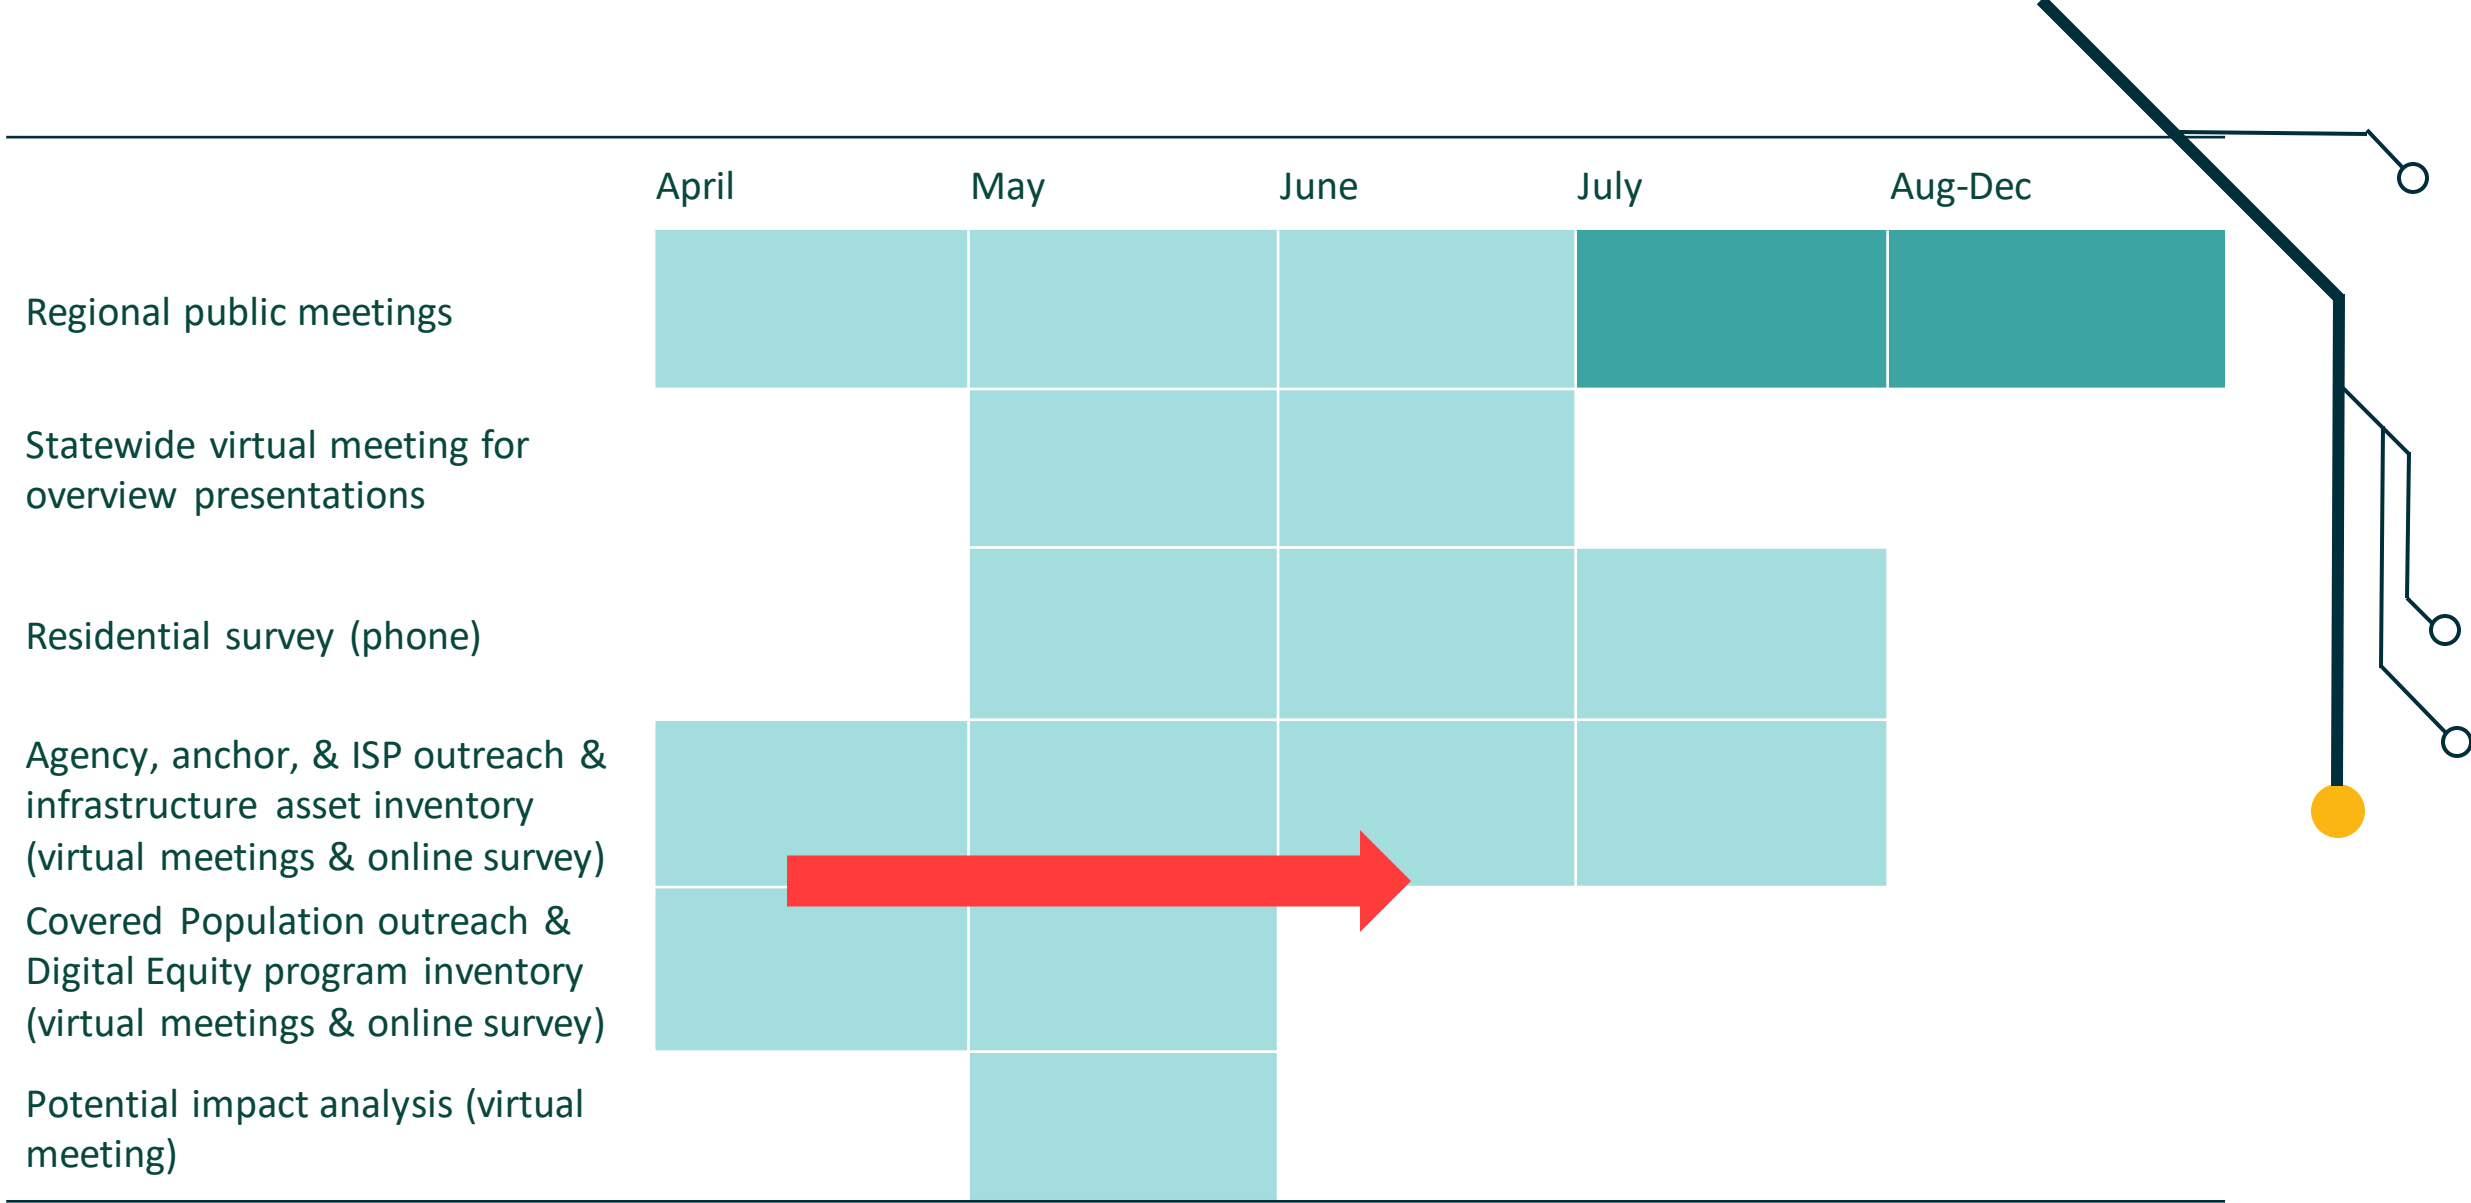 April May June July Aug-Dec
Regional public meetings
Statewide virtual meeting for
overview presentations
Residential survey (phone)
Agency, anchor, & ISP outreach &
infrastructure asset inventory
(virtual meetings & online survey)
Covered Population outreach &
Digital Equity program inventory
(virtual meetings & online survey)
Potential impact analysis (virtual
meeting)